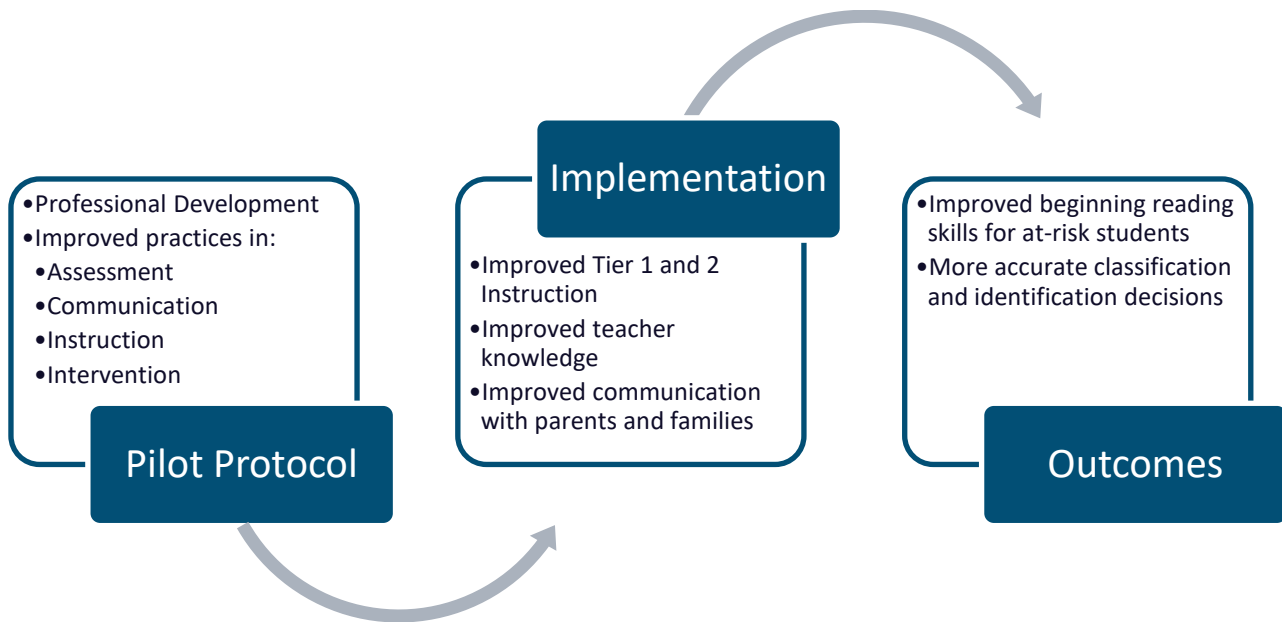 •Professional Development
•Improved practices in:
•Assessment
•Communication
•Instruction
•Intervention
Pilot Protocol
Implementation
•Improved Tier 1 and 2
Instruction
•Improved teacher
knowledge
•Improved communication
with parents and families
•Improved beginning reading
skills for at-risk students
•More accurate classification
and identification decisions
Outcomes